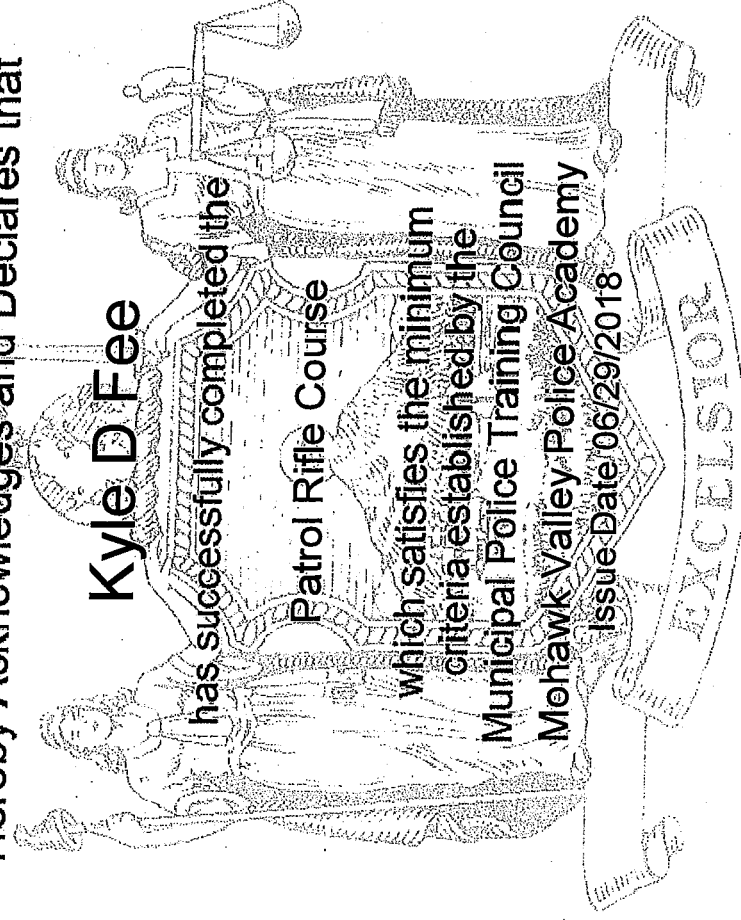 Hereby Acknowledges and Declares that
Kyle D Fee
has successfully completed the
Patrol Rifle Course
which satisfies the minimum
criteria established by the
Municipal Police Training Council
Mohawk Valley Police Academy
Issue Date 06/29/2018
EXCELSIOR